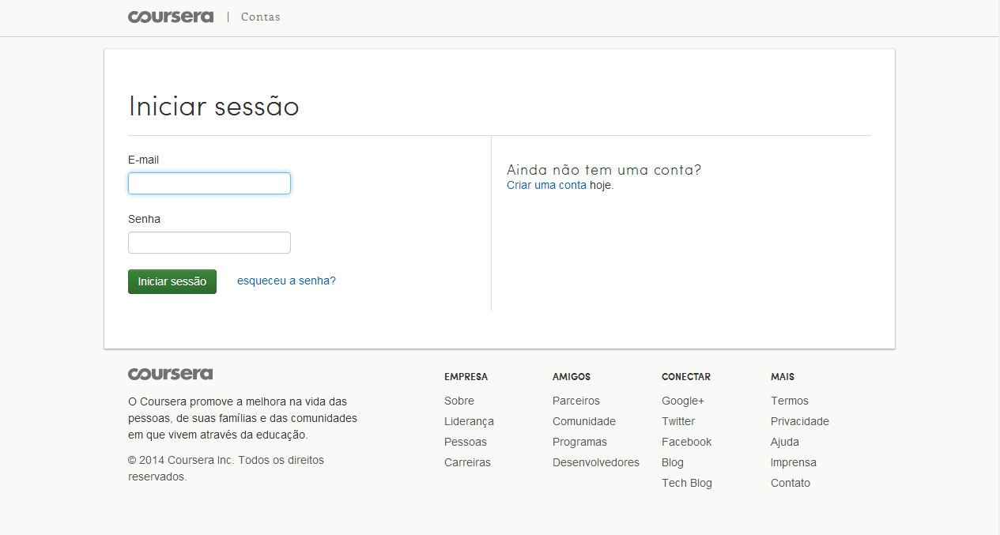 coursera | Contas
Iniciar sessão
E-mail
Senha
Iniciar sessão esqueceu a senha?
Ainda não tem uma conta?
Criar uma conta hoje.
coursera
O Coursera promove a melhora na vida das
pessoas, de suas famílias e das comunidades
em que vivem através da educação.
© 2014 Coursera Inc. Todos os direitos
reservados.
EMPRESA
Sobre
Liderança
Pessoas
Carreiras
AMIGOS
Parceiros
Comunidade
Programas
Desenvolvedores
CONECTAR
Google+
Twitter
Facebook
Blog
Tech Blog
MAIS
Termos
Privacidade
Ajuda
Imprensa
Contato